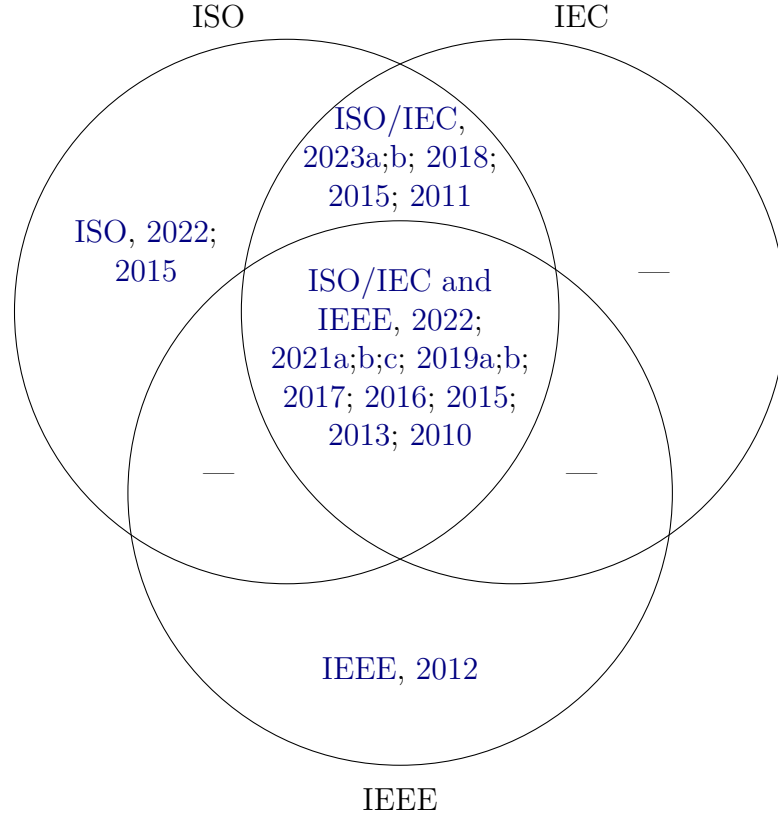 ISO
IEC
ISO/IEC,
2023a;b; 2018;
2015; 2011
ISO, 2022;
2015
—
ISO/IEC and
IEEE, 2022;
2021a;b;c; 2019a;b;
2017; 2016; 2015;
2013; 2010
—
—
IEEE, 2012
IEEE